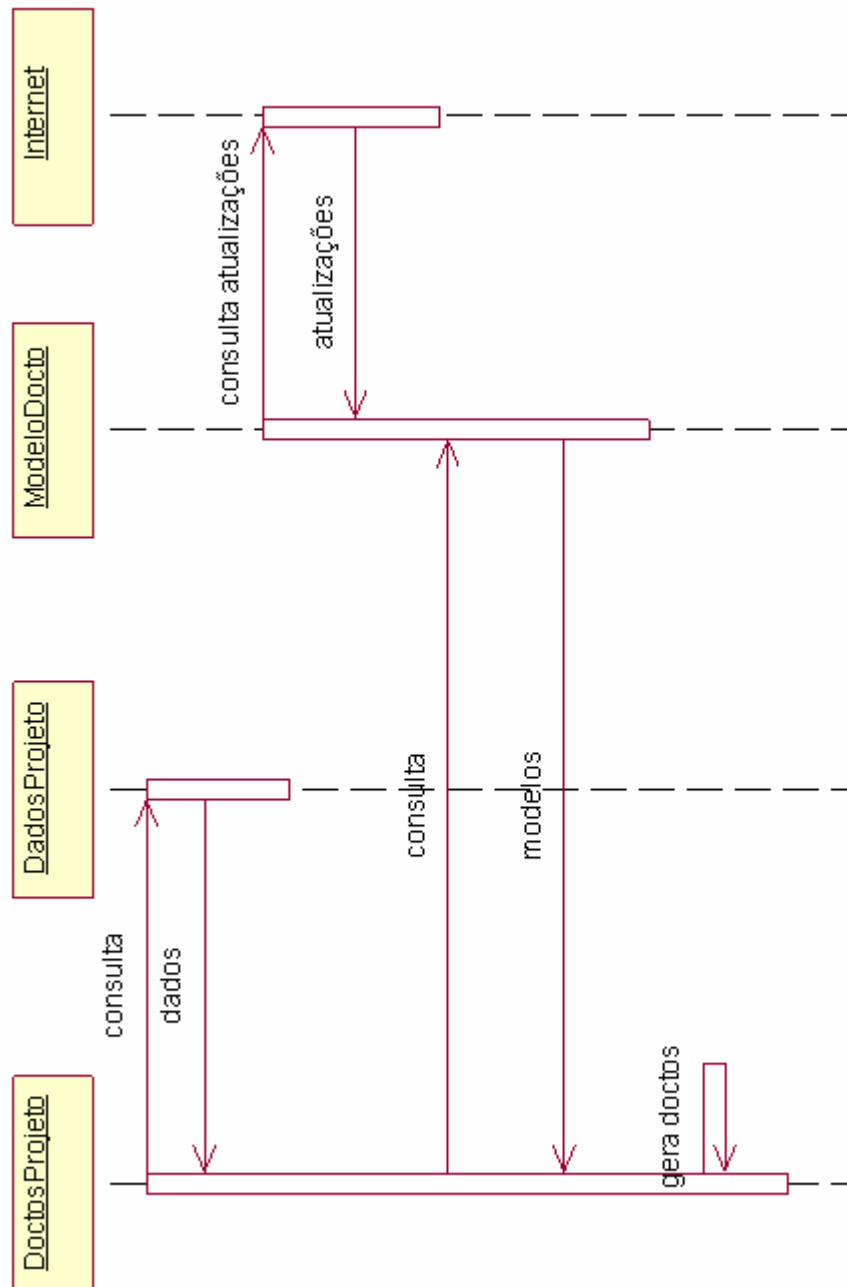 DoctosProjeto
DadosProjeto
ModeloDocto
Internet
consulta
dados
consulta atualizações
atualizações
consulta
modelos
gera doctos